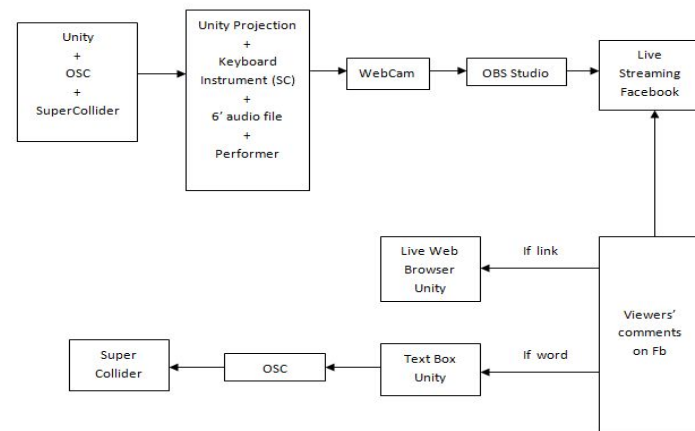 Unity
+
OSC
+
SuperCollider
Unity Projection
+
Keyboard
Instrument (SC)
+
6’ audio file
+
Performer
WebCam
OBS Studio
Live
Streaming
Facebook
Live Web
Browser
Unity
If link
Viewers’
comments
on Fb
Super
Collider
OSC
Text Box
Unity
If word